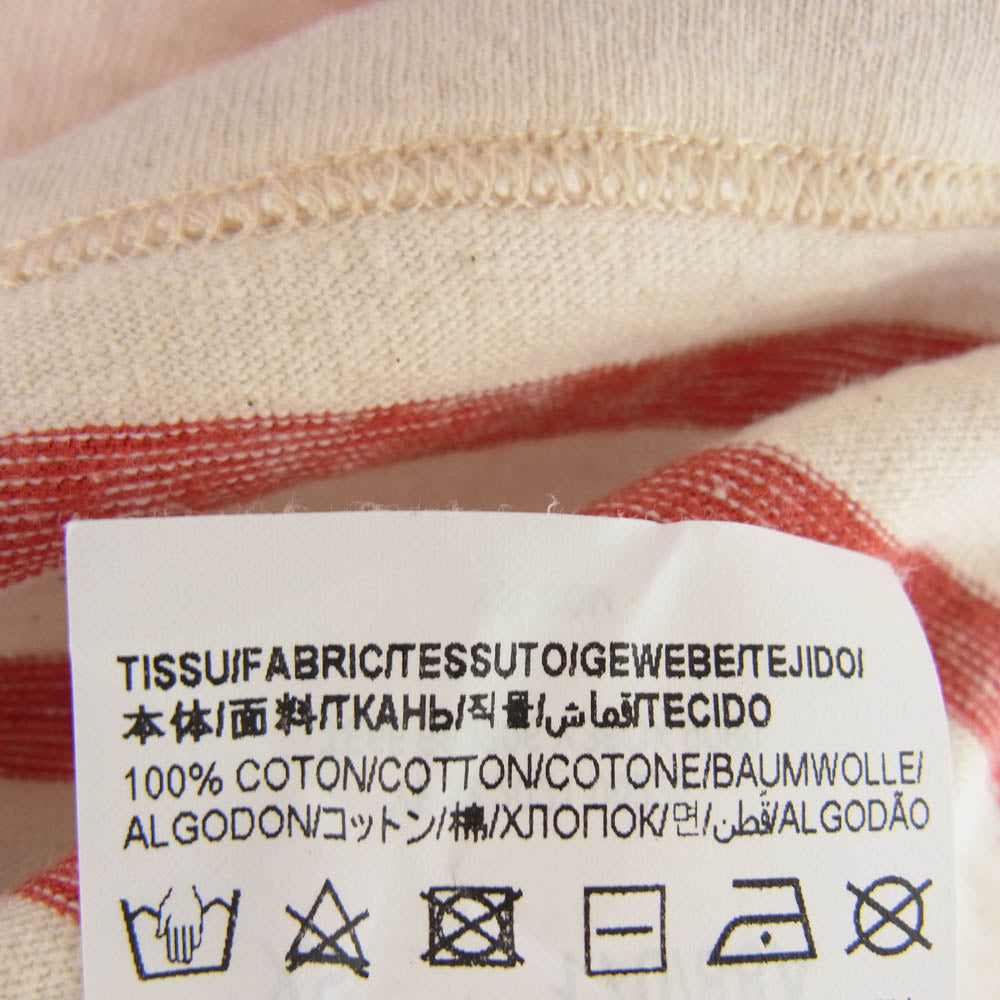 TISSU/FABRIC/TESSUTO/GEWEBE/TEJIDO/
本体/面料/ТКАНЬ/직물/قماش/TECIDO
100% COTON/COTTON/COTONE/BAUMWOLLE/
ALGODON/コットン/棉/ХЛОПОК/면/قطن/ALGODÃO